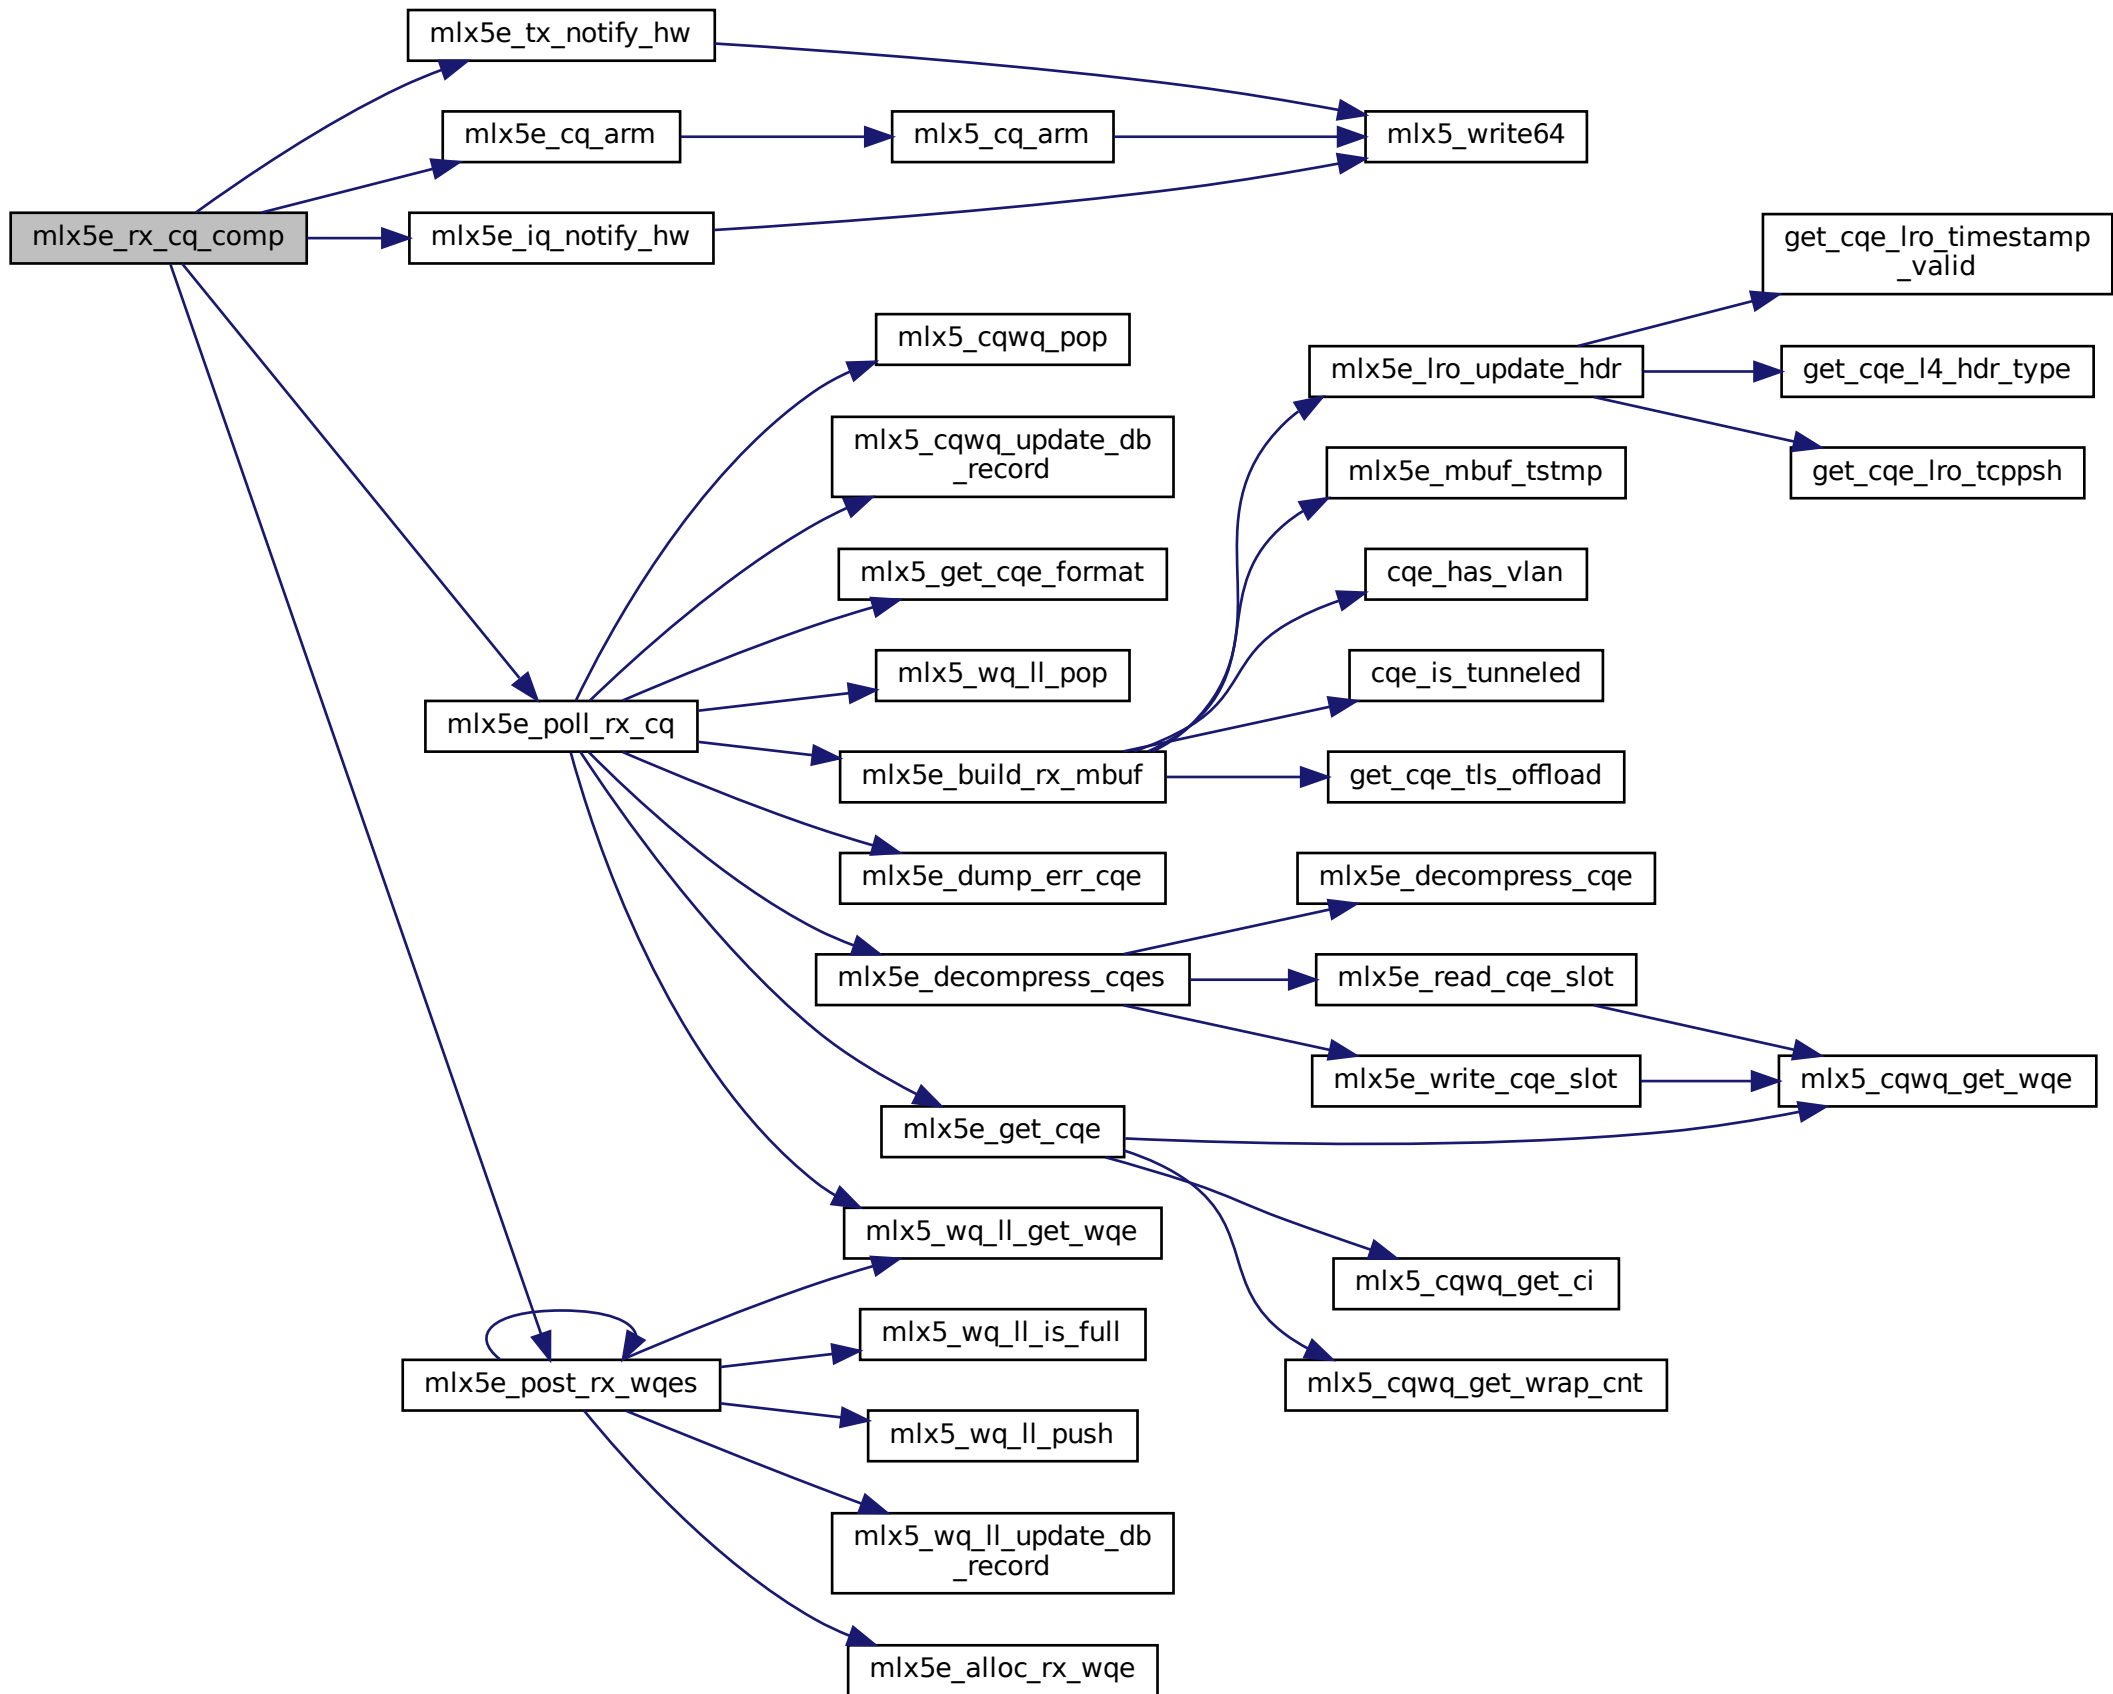 mlx5e_rx_cq_comp
mlx5e_tx_notify_hw
mlx5e_cq_arm
mlx5e_iq_notify_hw
mlx5_cq_arm
mlx5_write64
mlx5e_poll_rx_cq
mlx5_cqwq_pop
mlx5_cqwq_update_db
_record
mlx5_get_cqe_format
mlx5_wq_ll_pop
mlx5e_build_rx_mbuf
mlx5e_dump_err_cqe
mlx5e_decompress_cqes
mlx5e_get_cqe
mlx5_wq_ll_get_wqe
mlx5e_lro_update_hdr
get_cqe_lro_timestamp
_valid
get_cqe_l4_hdr_type
get_cqe_lro_tcppsh
mlx5e_mbuf_tstmp
cqe_has_vlan
cqe_is_tunneled
get_cqe_tls_offload
mlx5e_decompress_cqe
mlx5e_read_cqe_slot
mlx5e_write_cqe_slot
mlx5_cqwq_get_wqe
mlx5_cqwq_get_ci
mlx5_cqwq_get_wrap_cnt
mlx5e_post_rx_wqes
mlx5_wq_ll_is_full
mlx5_wq_ll_push
mlx5_wq_ll_update_db
_record
mlx5e_alloc_rx_wqe